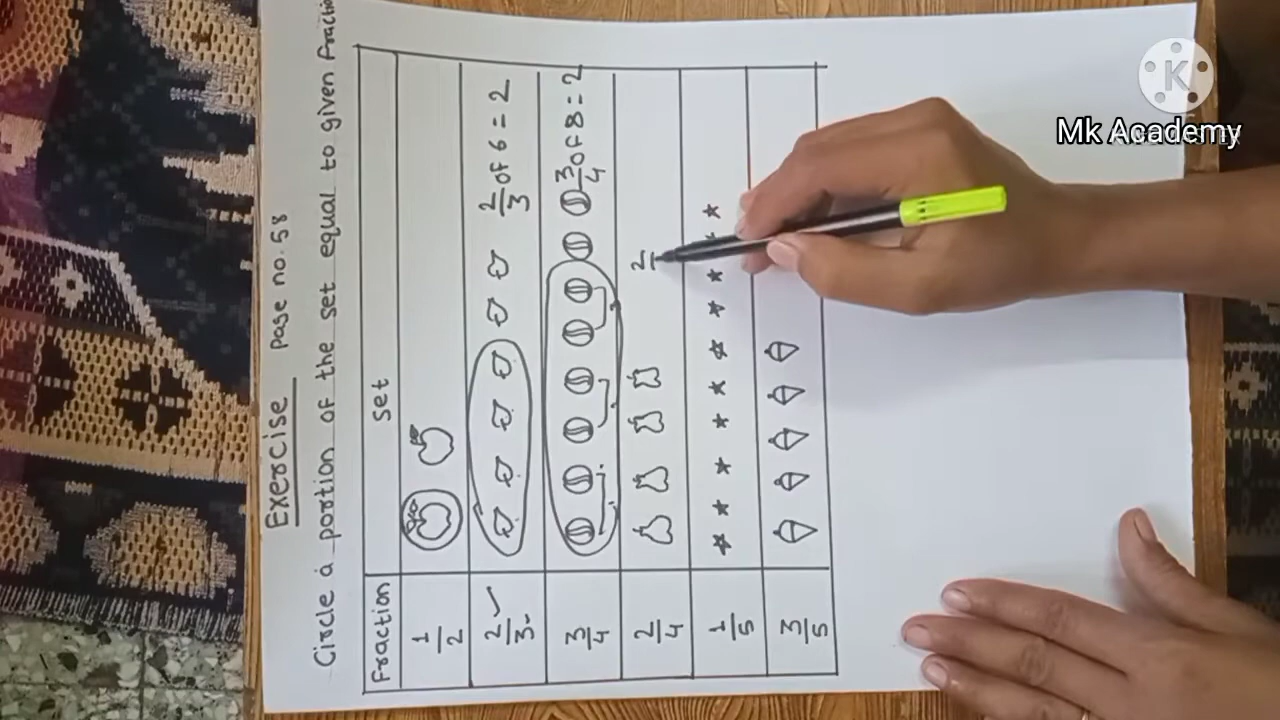 Exercise page no. 58
Circle a portion of the set equal to given fractio
Fraction Set
1/2
2/3 ✓ 2/3 of 6 = 2
3/4 3/4 of 8 = 2
2/4 2
1/5
3/5
K
Mk Academy